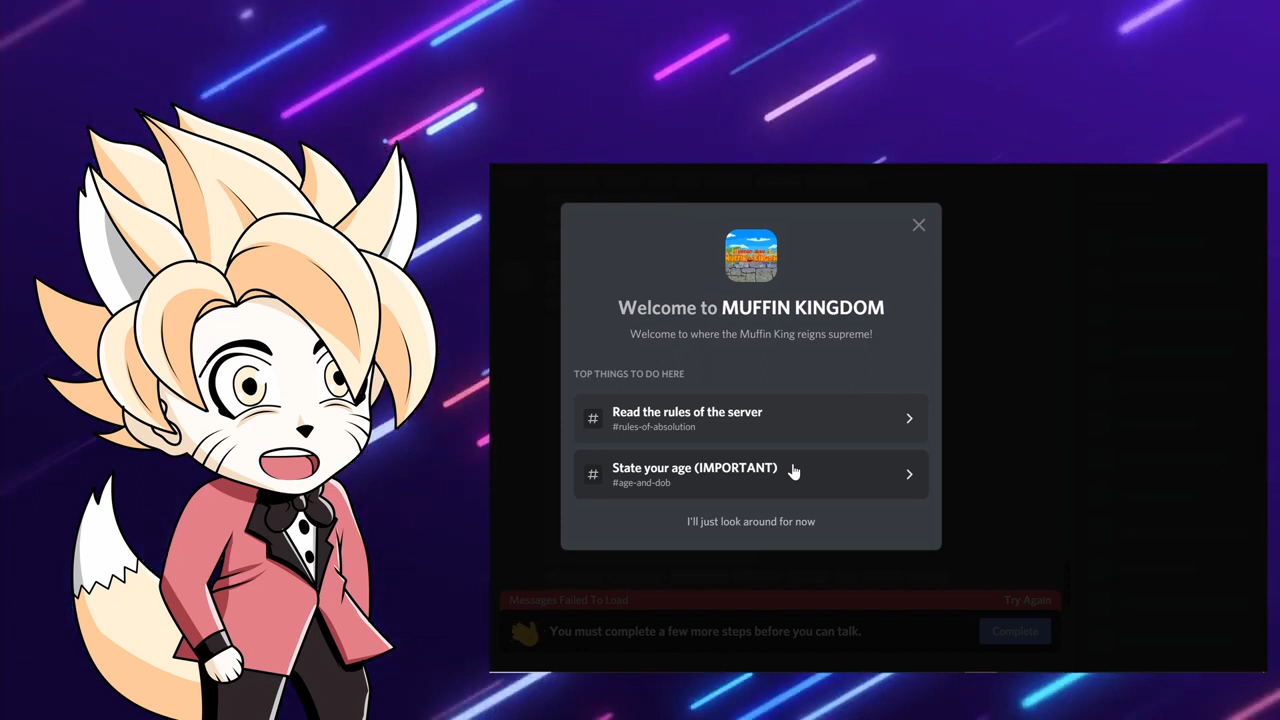 Welcome to MUFFIN KINGDOM
Welcome to where the Muffin King reigns supreme!
TOP THINGS TO DO HERE
# Read the rules of the server
#rules-of-absolution
# State your age (IMPORTANT)
#age-and-dob
I'll just look around for now
Messages Failed To Load Try Again
You must complete a few more steps before you can talk. Complete